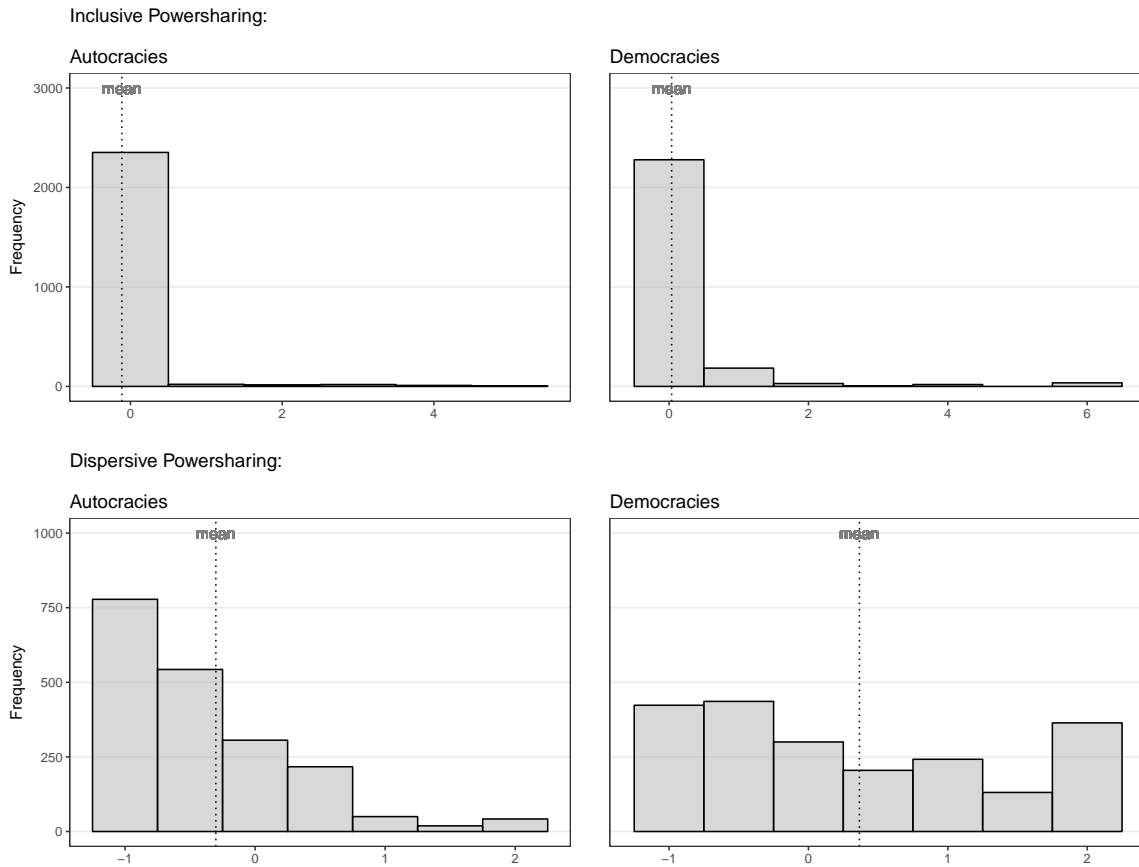 Inclusive Powersharing:
Autocracies
Democracies
3000
2000
1000
0
Frequency
mean
mean
0 2 4
0 2 4 6
Dispersive Powersharing:
Autocracies
Democracies
1000
750
500
250
0
Frequency
mean
mean
−1 0 1 2
−1 0 1 2